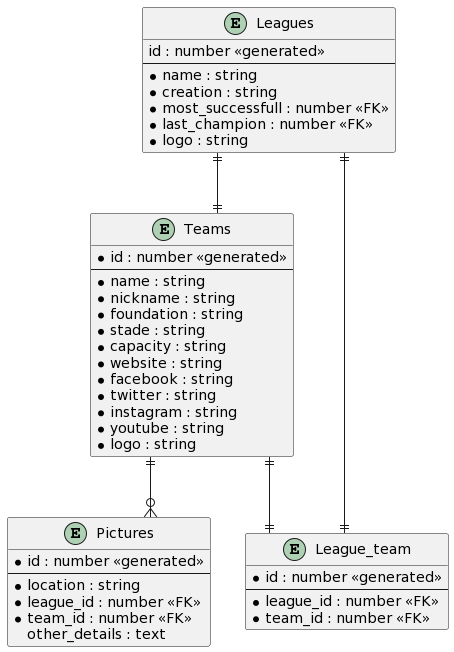 E Leagues
id : number «generated»
name : string
creation : string
most_successfull : number «FK»
last_champion : number «FK»
logo : string
E Teams
id : number «generated»
name : string
nickname : string
foundation : string
stade : string
capacity : string
website : string
facebook : string
twitter : string
instagram : string
youtube : string
logo : string
E Pictures
id : number «generated»
location : string
league_id : number «FK»
team_id : number «FK»
other_details : text
E League_team
id : number «generated»
league_id : number «FK»
team_id : number «FK»